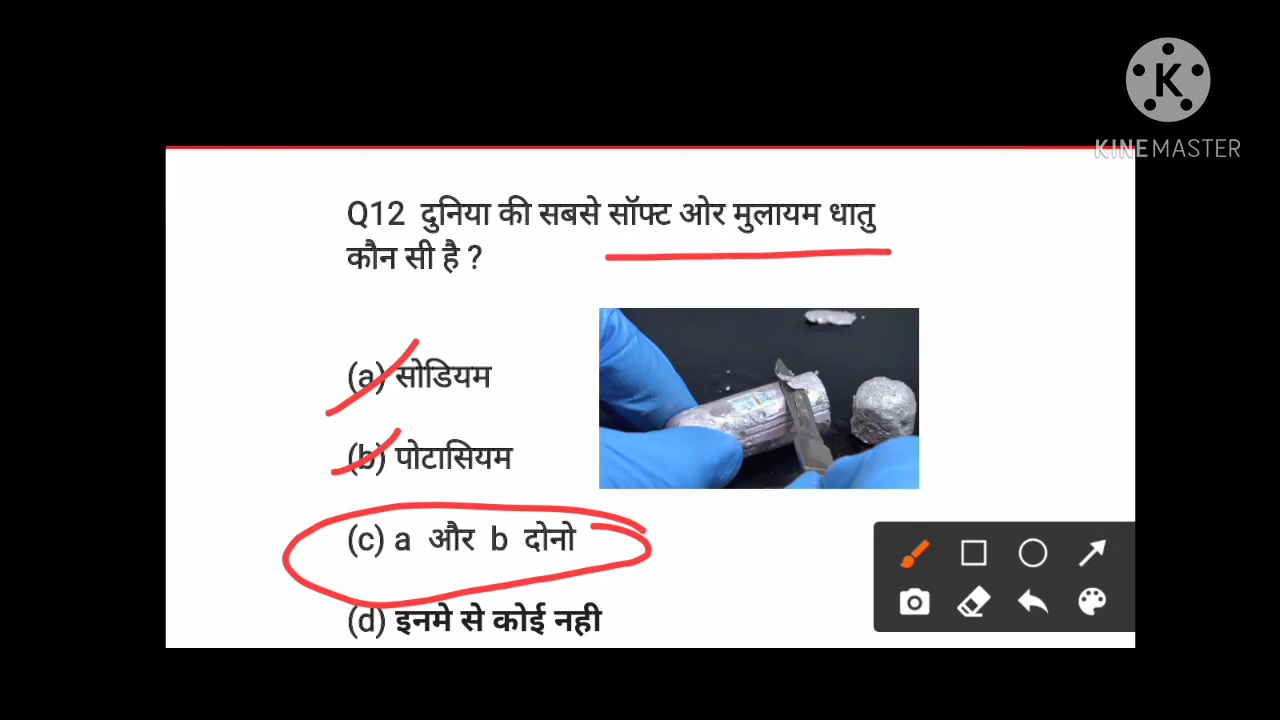 K
KINEMASTER
Q12 दुनिया की सबसे सॉफ्ट ओर मुलायम धातु
कौन सी है ?
(a) सोडियम
(b) पोटासियम
(c) a और b दोनो
(d) इनमे से कोई नही